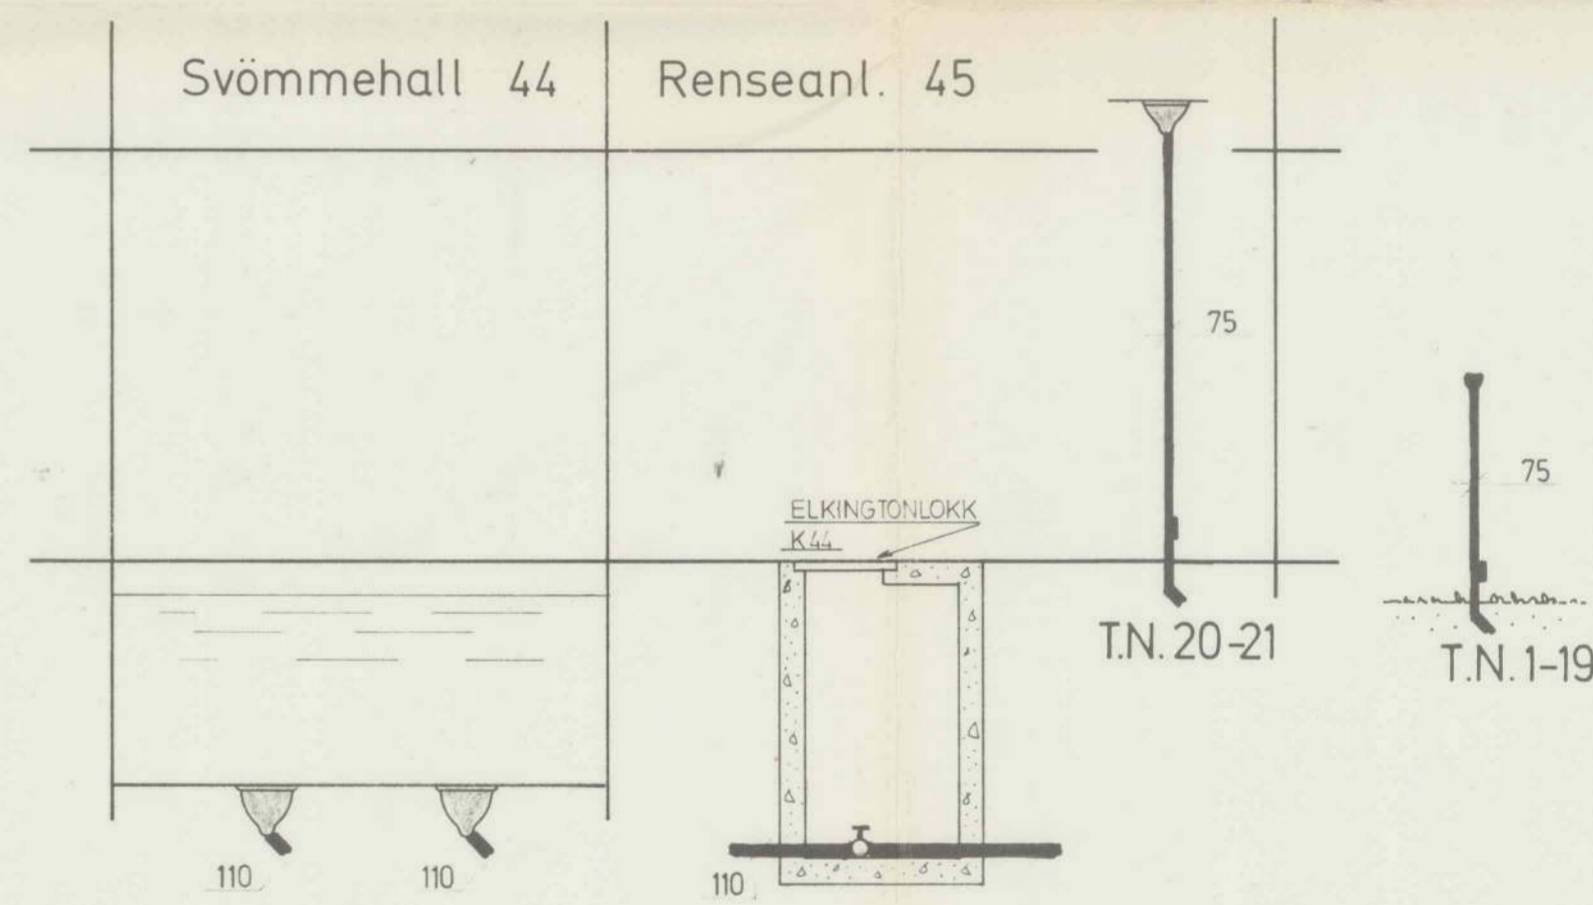 Svömmehall 44
Renseanl. 45
75
75
ELKINGTONLOKK
K44
T.N. 20-21
T.N. 1-19
110
110
110